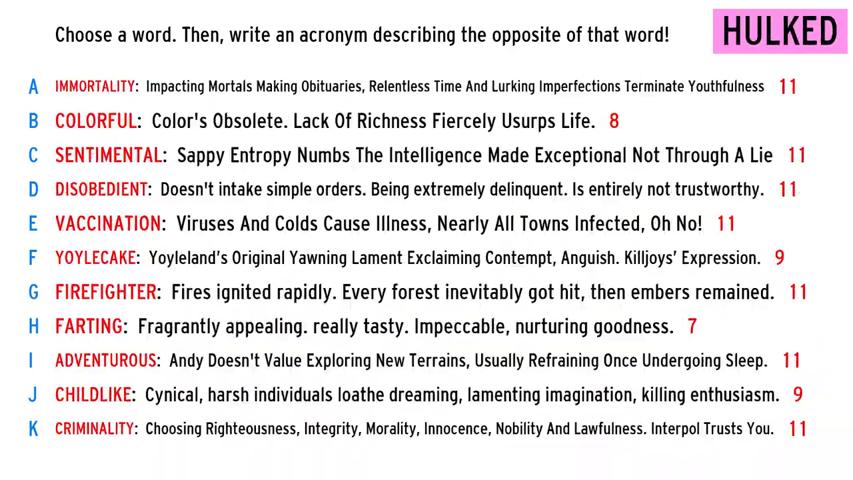 Choose a word. Then, write an acronym describing the opposite of that word!
HULKED
A IMMORTALITY: Impacting Mortals Making Obituaries, Relentless Time And Lurking Imperfections Terminate Youthfulness 11
B COLORFUL: Color's Obsolete. Lack Of Richness Fiercely Usurps Life. 8
C SENTIMENTAL: Sappy Entropy Numbs The Intelligence Made Exceptional Not Through A Lie 11
D DISOBEDIENT: Doesn't intake simple orders. Being extremely delinquent. Is entirely not trustworthy. 11
E VACCINATION: Viruses And Colds Cause Illness, Nearly All Towns Infected, Oh No! 11
F YOYLECAKE: Yoyleland's Original Yawning Lament Exclaiming Contempt, Anguish. Killjoys' Expression. 9
G FIREFIGHTER: Fires ignited rapidly. Every forest inevitably got hit, then embers remained. 11
H FARTING: Fragrantly appealing. really tasty. Impeccable, nurturing goodness. 7
I ADVENTUROUS: Andy Doesn't Value Exploring New Terrains, Usually Refraining Once Undergoing Sleep. 11
J CHILDLIKE: Cynical, harsh individuals loathe dreaming, lamenting imagination, killing enthusiasm. 9
K CRIMINALITY: Choosing Righteousness, Integrity, Morality, Innocence, Nobility And Lawfulness. Interpol Trusts You. 11